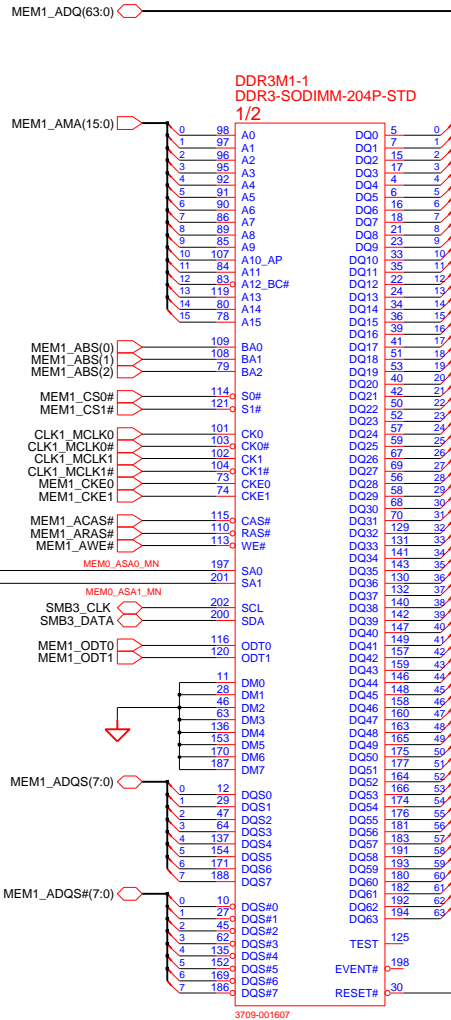 MEM1_ADQ(63:0)
DDR3M1-1
DDR3-SODIMM-204P-STD
1/2
MEM1_AMA(15:0)
0 98 A0
1 97 A1
2 96 A2
3 95 A3
4 92 A4
5 91 A5
6 90 A6
7 86 A7
8 89 A8
9 85 A9
10 107 A10_AP
11 84 A11
12 83 A12_BC#
13 119 A13
14 80 A14
15 78 A15
MEM1_ABS(0) 109 BA0
MEM1_ABS(1) 108 BA1
MEM1_ABS(2) 79 BA2
MEM1_CS0# 114 S0#
MEM1_CS1# 121 S1#
CLK1_MCLK0 101 CK0
CLK1_MCLK0# 103 CK0#
CLK1_MCLK1 102 CK1
CLK1_MCLK1# 104 CK1#
MEM1_CKE0 73 CKE0
MEM1_CKE1 74 CKE1
MEM1_ACAS# 115 CAS#
MEM1_ARAS# 110 RAS#
MEM1_AWE# 113 WE#
MEM0_ASA0_MN 197 SA0
201 SA1
MEM0_ASA1_MN
SMB3_CLK 202 SCL
SMB3_DATA 200 SDA
MEM1_ODT0 116 ODT0
MEM1_ODT1 120 ODT1
11 DM0
28 DM1
46 DM2
63 DM3
136 DM4
153 DM5
170 DM6
187 DM7
MEM1_ADQS(7:0)
0 12 DQS0
1 29 DQS1
2 47 DQS2
3 64 DQS3
4 137 DQS4
5 154 DQS5
6 171 DQS6
7 188 DQS7
MEM1_ADQS#(7:0)
0 10 DQS#0
1 27 DQS#1
2 45 DQS#2
3 62 DQS#3
4 135 DQS#4
5 152 DQS#5
6 169 DQS#6
7 186 DQS#7
DQ0 5 0
DQ1 7 1
DQ2 15 2
DQ3 17 3
DQ4 4 4
DQ5 6 5
DQ6 16 6
DQ7 18 7
DQ8 21 8
DQ9 23 9
DQ10 33 10
DQ11 35 11
DQ12 22 12
DQ13 24 13
DQ14 34 14
DQ15 36 15
DQ16 39 16
DQ17 41 17
DQ18 51 18
DQ19 53 19
DQ20 40 20
DQ21 42 21
DQ22 50 22
DQ23 52 23
DQ24 57 24
DQ25 59 25
DQ26 67 26
DQ27 69 27
DQ28 56 28
DQ29 58 29
DQ30 68 30
DQ31 70 31
DQ32 129 32
DQ33 131 33
DQ34 141 34
DQ35 143 35
DQ36 130 36
DQ37 132 37
DQ38 140 38
DQ39 142 39
DQ40 147 40
DQ41 149 41
DQ42 157 42
DQ43 159 43
DQ44 146 44
DQ45 148 45
DQ46 158 46
DQ47 160 47
DQ48 163 48
DQ49 165 49
DQ50 175 50
DQ51 177 51
DQ52 164 52
DQ53 166 53
DQ54 174 54
DQ55 176 55
DQ56 181 56
DQ57 183 57
DQ58 191 58
DQ59 193 59
DQ60 180 60
DQ61 182 61
DQ62 192 62
DQ63 194 63
TEST 125
EVENT# 198
RESET# 30
3709-001607